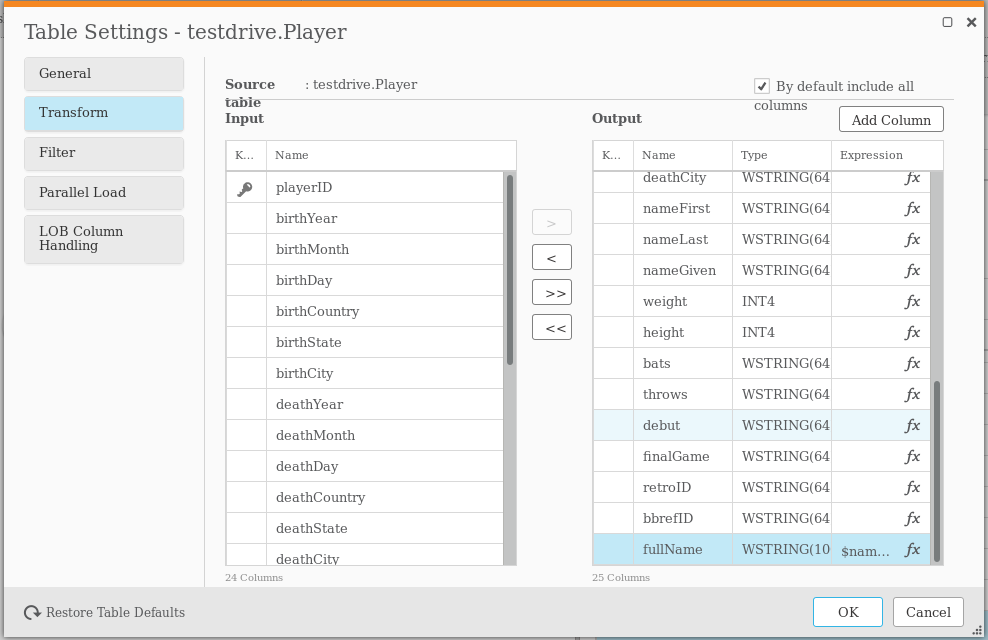 Table Settings - testdrive.Player
General
Transform
Filter
Parallel Load
LOB Column
Handling
Source
table
: testdrive.Player
By default include all
columns
Input
K...
Name
playerID
birthYear
birthMonth
birthDay
birthCountry
birthState
birthCity
deathYear
deathMonth
deathDay
deathCountry
deathState
deathCity
24 Columns
>
<
>>
<<
Output
Add Column
K... Name Type Expression
deathCity WSTRING(64 fx
nameFirst WSTRING(64 fx
nameLast WSTRING(64 fx
nameGiven WSTRING(64 fx
weight INT4 fx
height INT4 fx
bats WSTRING(64 fx
throws WSTRING(64 fx
debut WSTRING(64 fx
finalGame WSTRING(64 fx
retroID WSTRING(64 fx
bbrefID WSTRING(64 fx
fullName WSTRING(10 $nam... fx
25 Columns
Restore Table Defaults
OK
Cancel